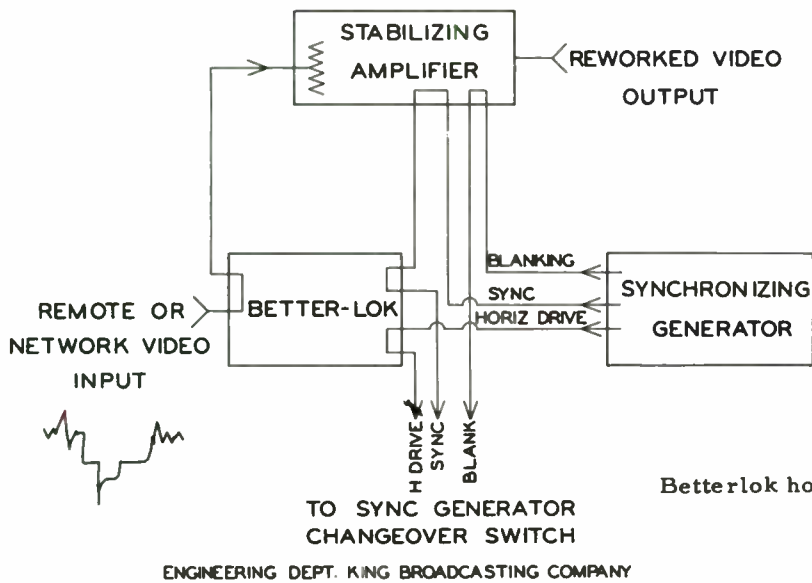 STABILIZING
AMPLIFIER
REWORKED VIDEO
OUTPUT
BLANKING
SYNC
HORIZ DRIVE
SYNCHRONIZING
GENERATOR
BETTER-LOK
REMOTE OR
NETWORK VIDEO
INPUT
H DRIVE
SYNC
BLANK
TO SYNC GENERATOR
CHANGEOVER SWITCH
Betterlok ho
ENGINEERING DEPT. KING BROADCASTING COMPANY